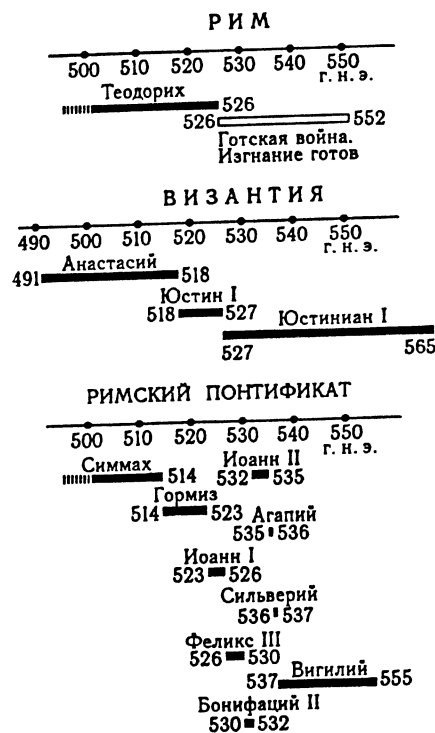 РИМ
500 510 520 530 540 550
г. н. э.
Теодорих
526
526 552
Готская война.
Изгнание готов
ВИЗАНТИЯ
490 500 510 520 530 540 550
г. н. э.
Анастасий
491 518
Юстин I
518 527
Юстиниан I
527 565
РИМСКИЙ ПОНТИФИКАТ
500 510 520 530 540 550
г. н. э.
Симмах
514
Иоанн II
532 535
Гормиз
514 523
Агапий
535 536
Иоанн I
523 526
Сильверий
536 537
Феликс III
526 530
Вигилий
537 555
Бонифаций II
530 532